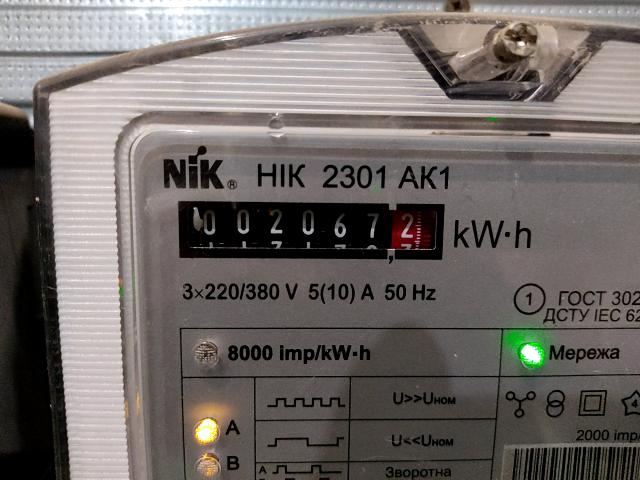 NiK® НІК 2301 АК1
0020672 kW·h
3×220/380 V 5(10) A 50 Hz
1 ГОСТ 302
ДСТУ IEC 62
8000 imp/kW·h
Мережа
U>>Uном
A
U<<Uном
4
2000 imp/
B
A
Зворотна